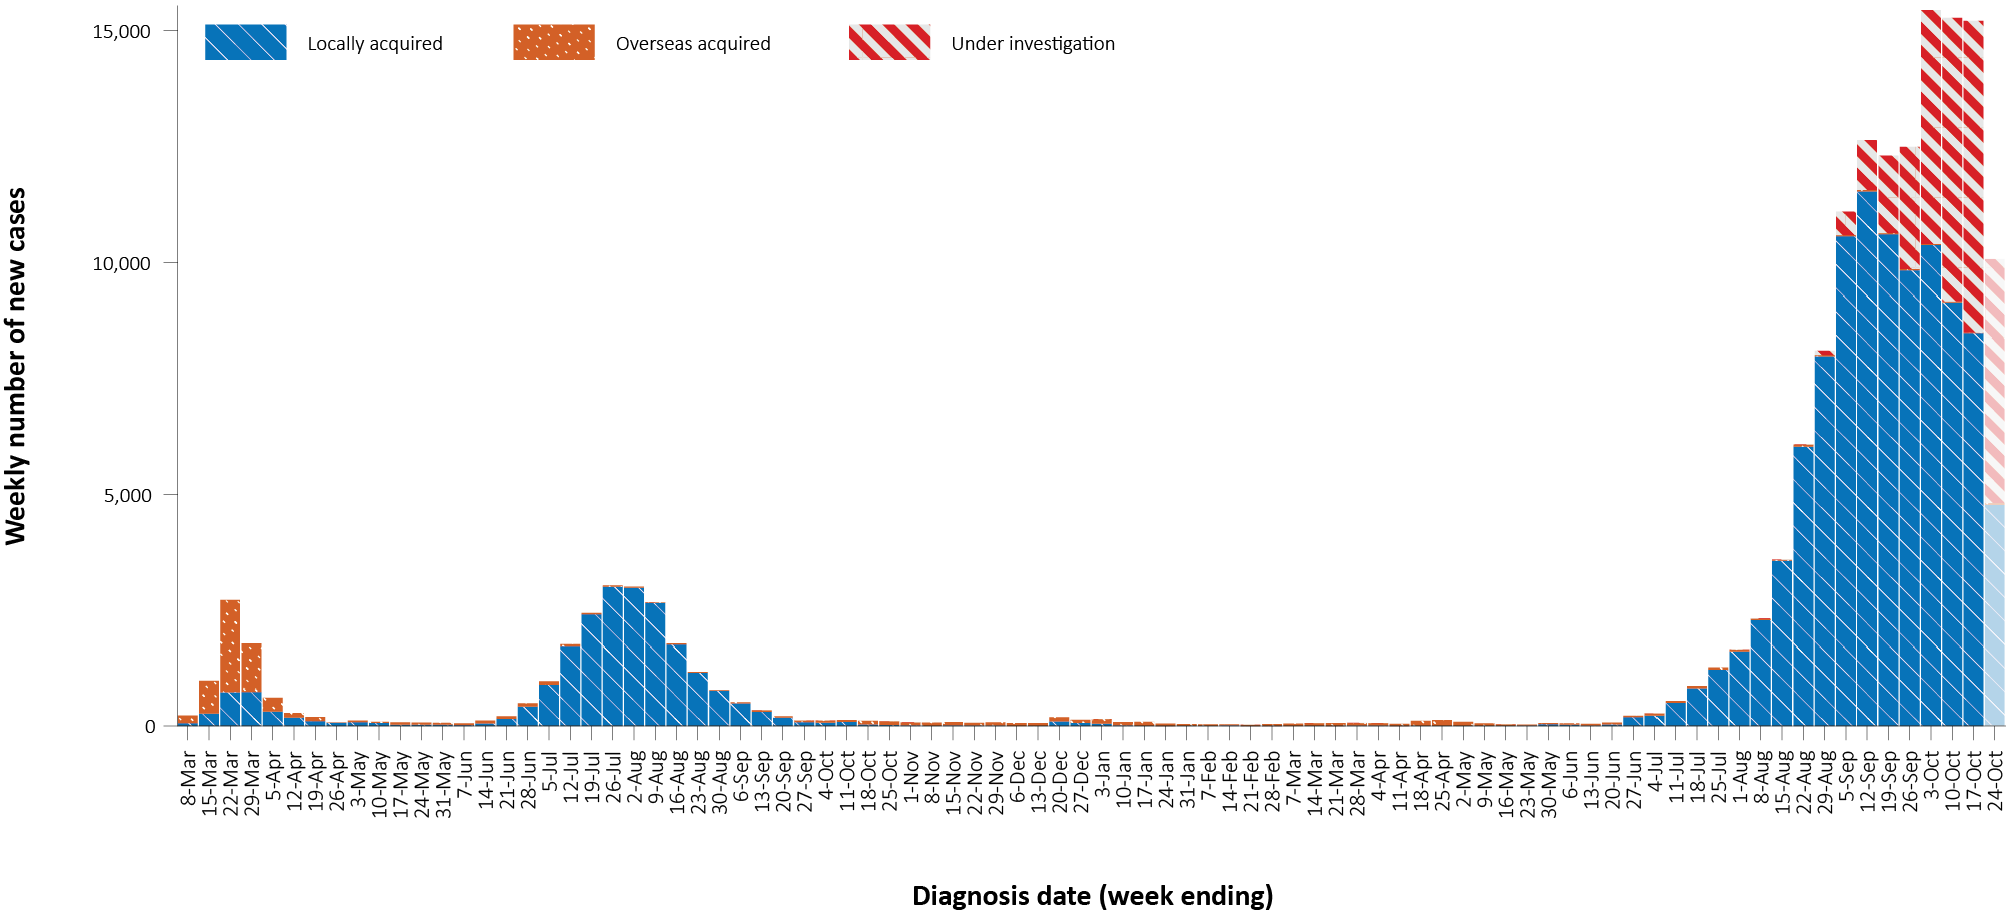 Weekly number of new cases
15,000
10,000
5,000
0
Locally acquired
Overseas acquired
Under investigation
8-Mar
15-Mar
22-Mar
29-Mar
5-Apr
12-Apr
19-Apr
26-Apr
3-May
10-May
17-May
24-May
31-May
7-Jun
14-Jun
21-Jun
28-Jun
5-Jul
12-Jul
19-Jul
26-Jul
2-Aug
9-Aug
16-Aug
23-Aug
30-Aug
6-Sep
13-Sep
20-Sep
27-Sep
4-Oct
11-Oct
18-Oct
25-Oct
1-Nov
8-Nov
15-Nov
22-Nov
29-Nov
6-Dec
13-Dec
20-Dec
27-Dec
3-Jan
10-Jan
17-Jan
24-Jan
31-Jan
7-Feb
14-Feb
21-Feb
28-Feb
7-Mar
14-Mar
21-Mar
28-Mar
4-Apr
11-Apr
18-Apr
25-Apr
2-May
9-May
16-May
23-May
30-May
6-Jun
13-Jun
20-Jun
27-Jun
4-Jul
11-Jul
18-Jul
25-Jul
1-Aug
8-Aug
15-Aug
22-Aug
29-Aug
5-Sep
12-Sep
19-Sep
26-Sep
3-Oct
10-Oct
17-Oct
24-Oct
Diagnosis date (week ending)